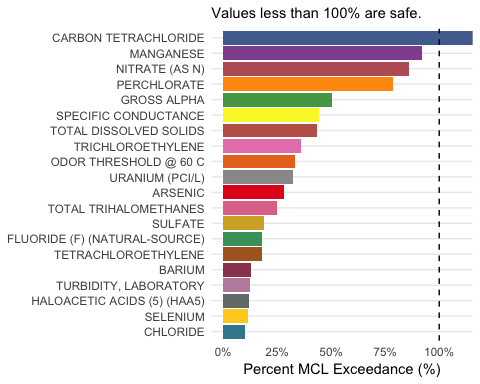 Values less than 100% are safe.
CARBON TETRACHLORIDE
MANGANESE
NITRATE (AS N)
PERCHLORATE
GROSS ALPHA
SPECIFIC CONDUCTANCE
TOTAL DISSOLVED SOLIDS
TRICHLOROETHYLENE
ODOR THRESHOLD @ 60 C
URANIUM (PCI/L)
ARSENIC
TOTAL TRIHALOMETHANES
SULFATE
FLUORIDE (F) (NATURAL-SOURCE)
TETRACHLOROETHYLENE
BARIUM
TURBIDITY, LABORATORY
HALOACETIC ACIDS (5) (HAA5)
SELENIUM
CHLORIDE
0% 25% 50% 75% 100%
Percent MCL Exceedance (%)